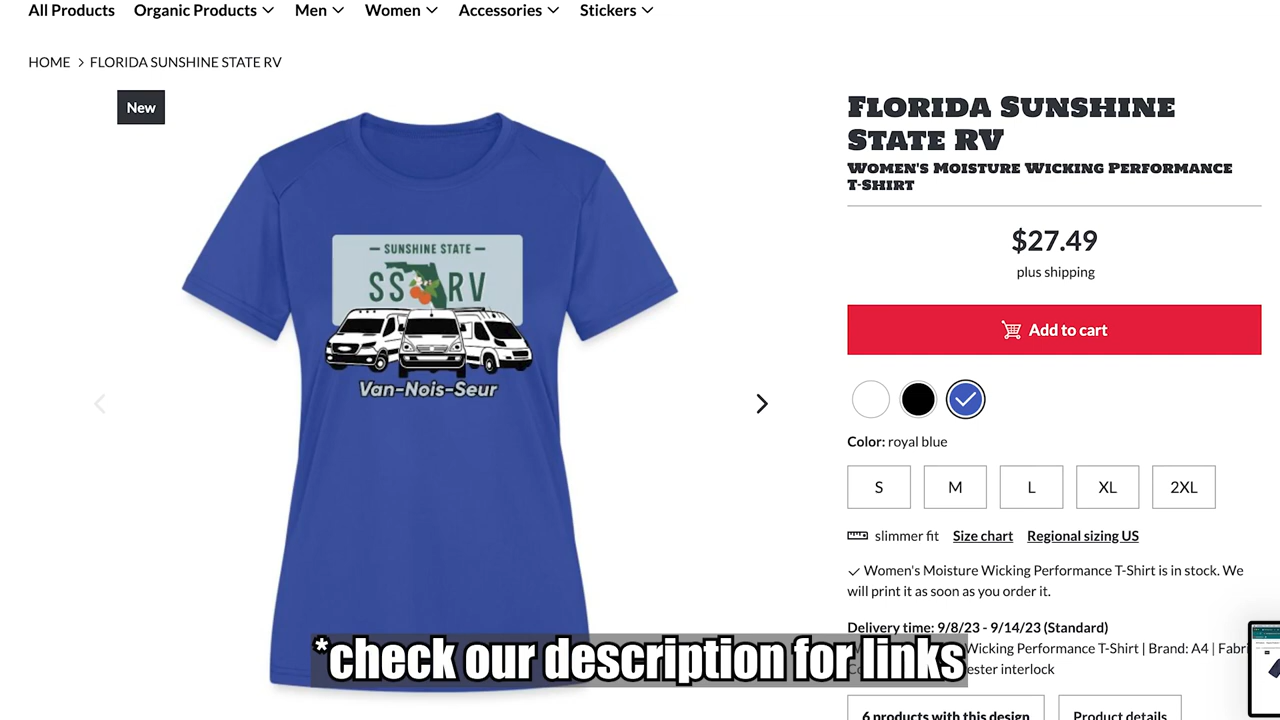 All Products Organic Products Men Women Accessories Stickers
HOME > FLORIDA SUNSHINE STATE RV
New
SUNSHINE STATE
SS RV
Van-Nois-Seur
FLORIDA SUNSHINE
STATE RV
WOMEN'S MOISTURE WICKING PERFORMANCE
T-SHIRT
$27.49
plus shipping
Add to cart
Color: royal blue
S M L XL 2XL
slimmer fit Size chart Regional sizing US
Women's Moisture Wicking Performance T-Shirt is in stock. We
will print it as soon as you order it.
Delivery time: 9/8/23 - 9/14/23 (Standard)
Wicking Performance T-Shirt | Brand: A4 | Fabri
ester interlock
*check our description for links
6 products with this design
Product details